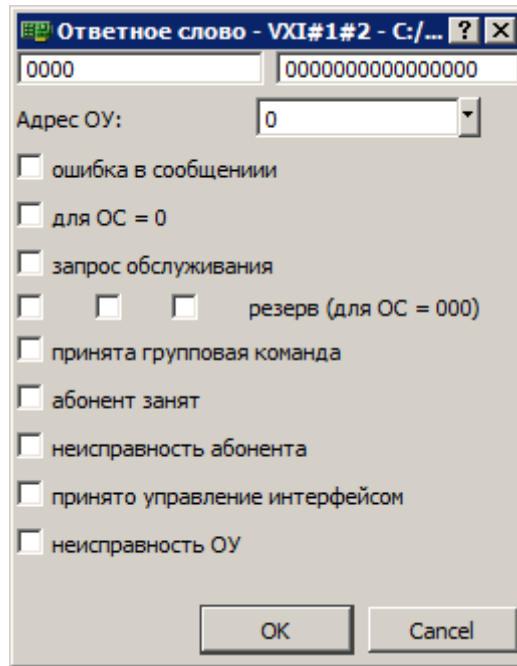 Ответное слово - VXI#1#2 - C:/...
0000 0000000000000000
Адрес ОУ: 0
ошибка в сообщениии
для ОС = 0
запрос обслуживания
резерв (для ОС = 000)
принята групповая команда
абонент занят
неисправность абонента
принято управление интерфейсом
неисправность ОУ
OK Cancel